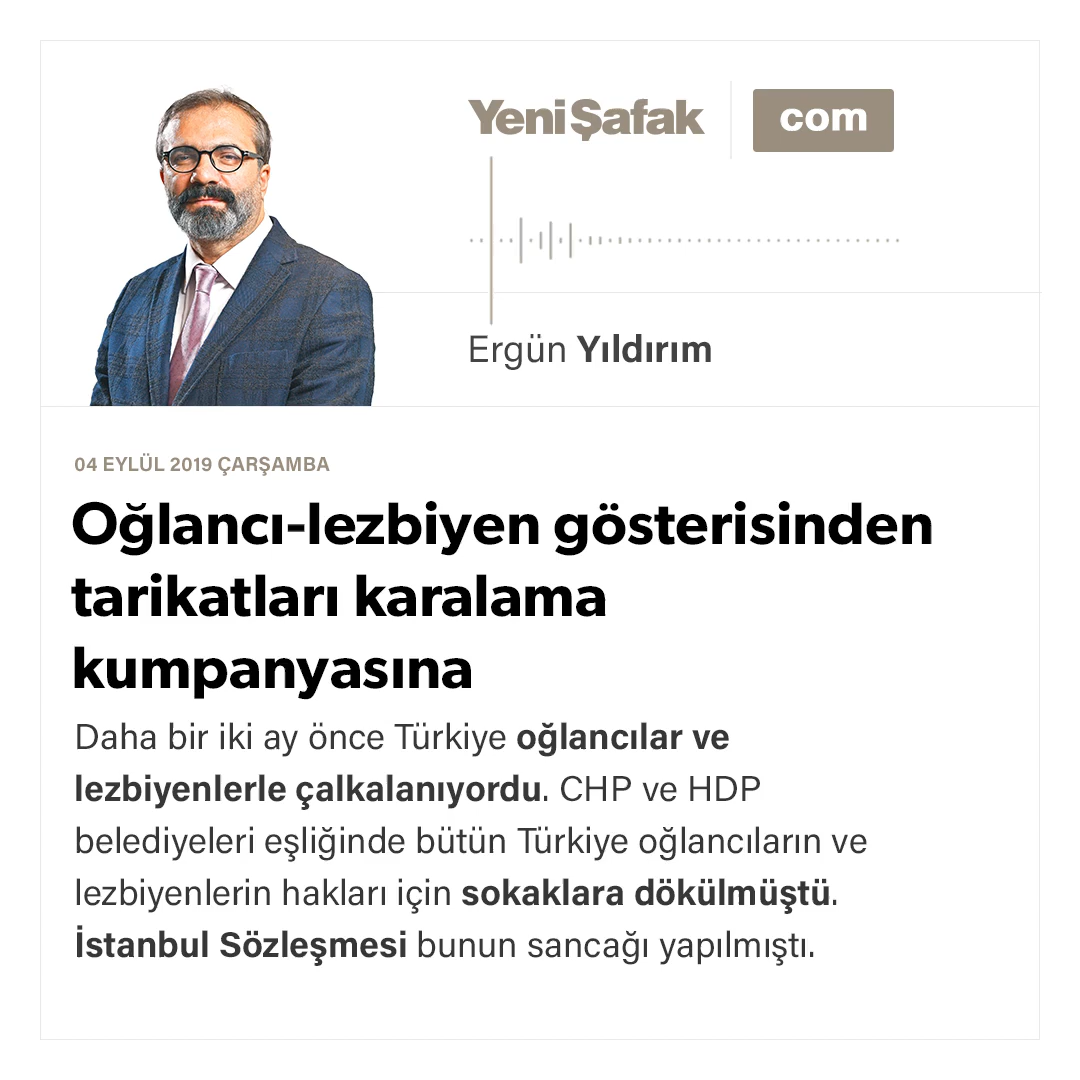 YeniŞafak com
Ergün Yıldırım
04 EYLÜL 2019 ÇARŞAMBA
Oğlancı-lezbiyen gösterisinden
tarikatları karalama
kumpanyasına
Daha bir iki ay önce Türkiye oğlancılar ve
lezbiyenlerle çalkalanıyordu. CHP ve HDP
belediyeleri eşliğinde bütün Türkiye oğlancıların ve
lezbiyenlerin hakları için sokaklara dökülmüştü.
İstanbul Sözleşmesi bunun sancağı yapılmıştı.